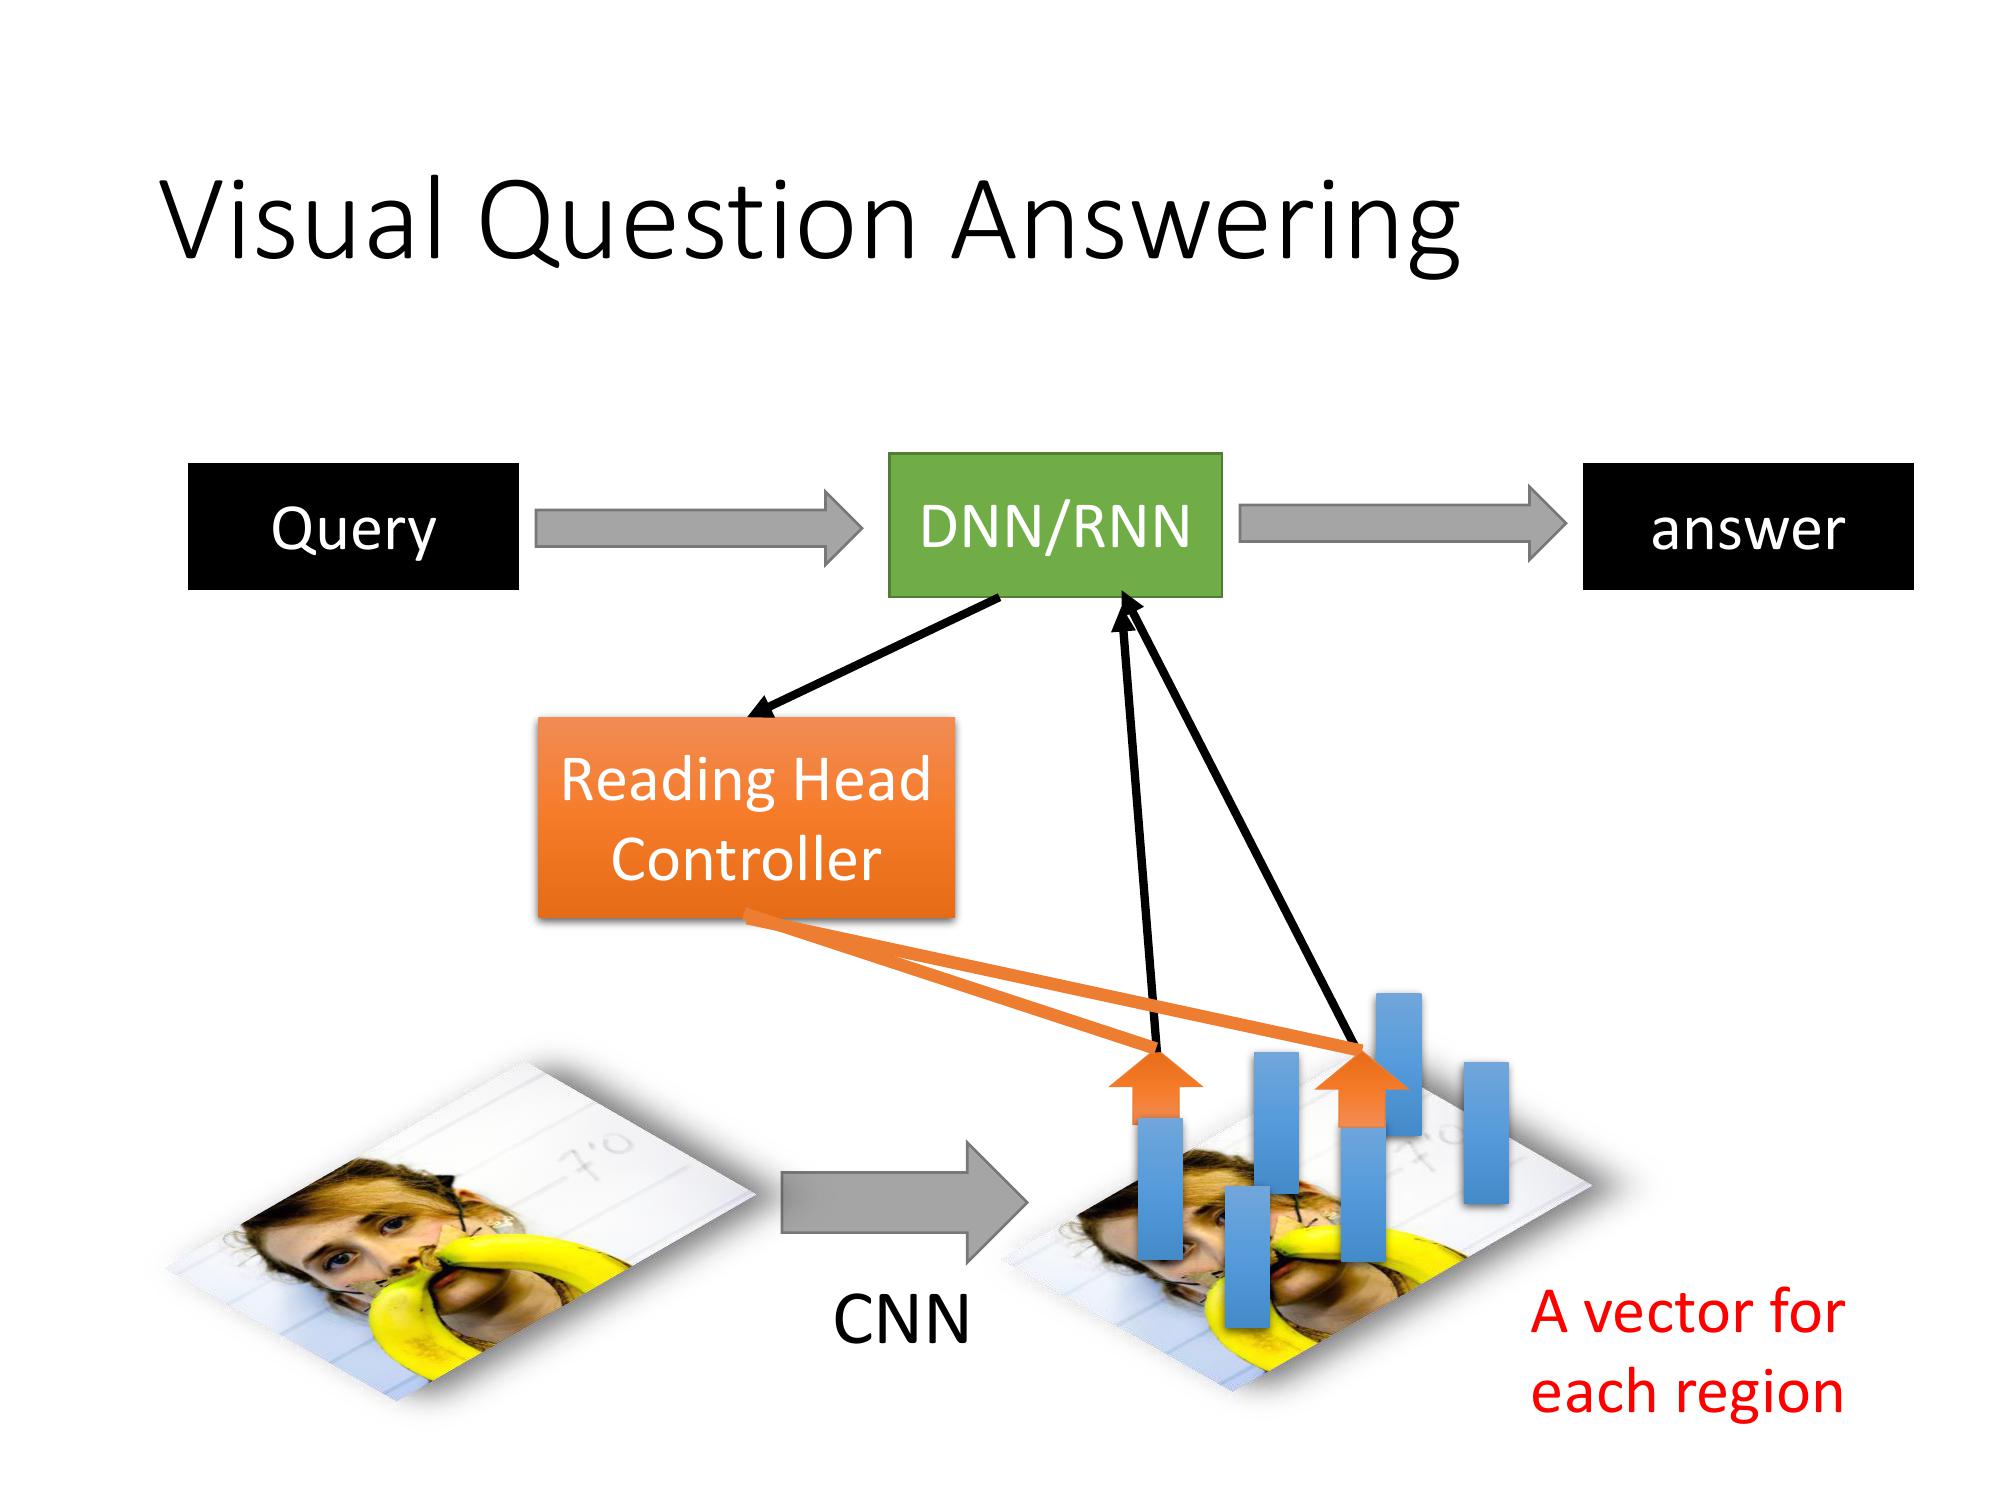 Visual Question Answering
Query
DNN/RNN
answer
Reading Head
Controller
CNN
A vector for
each region